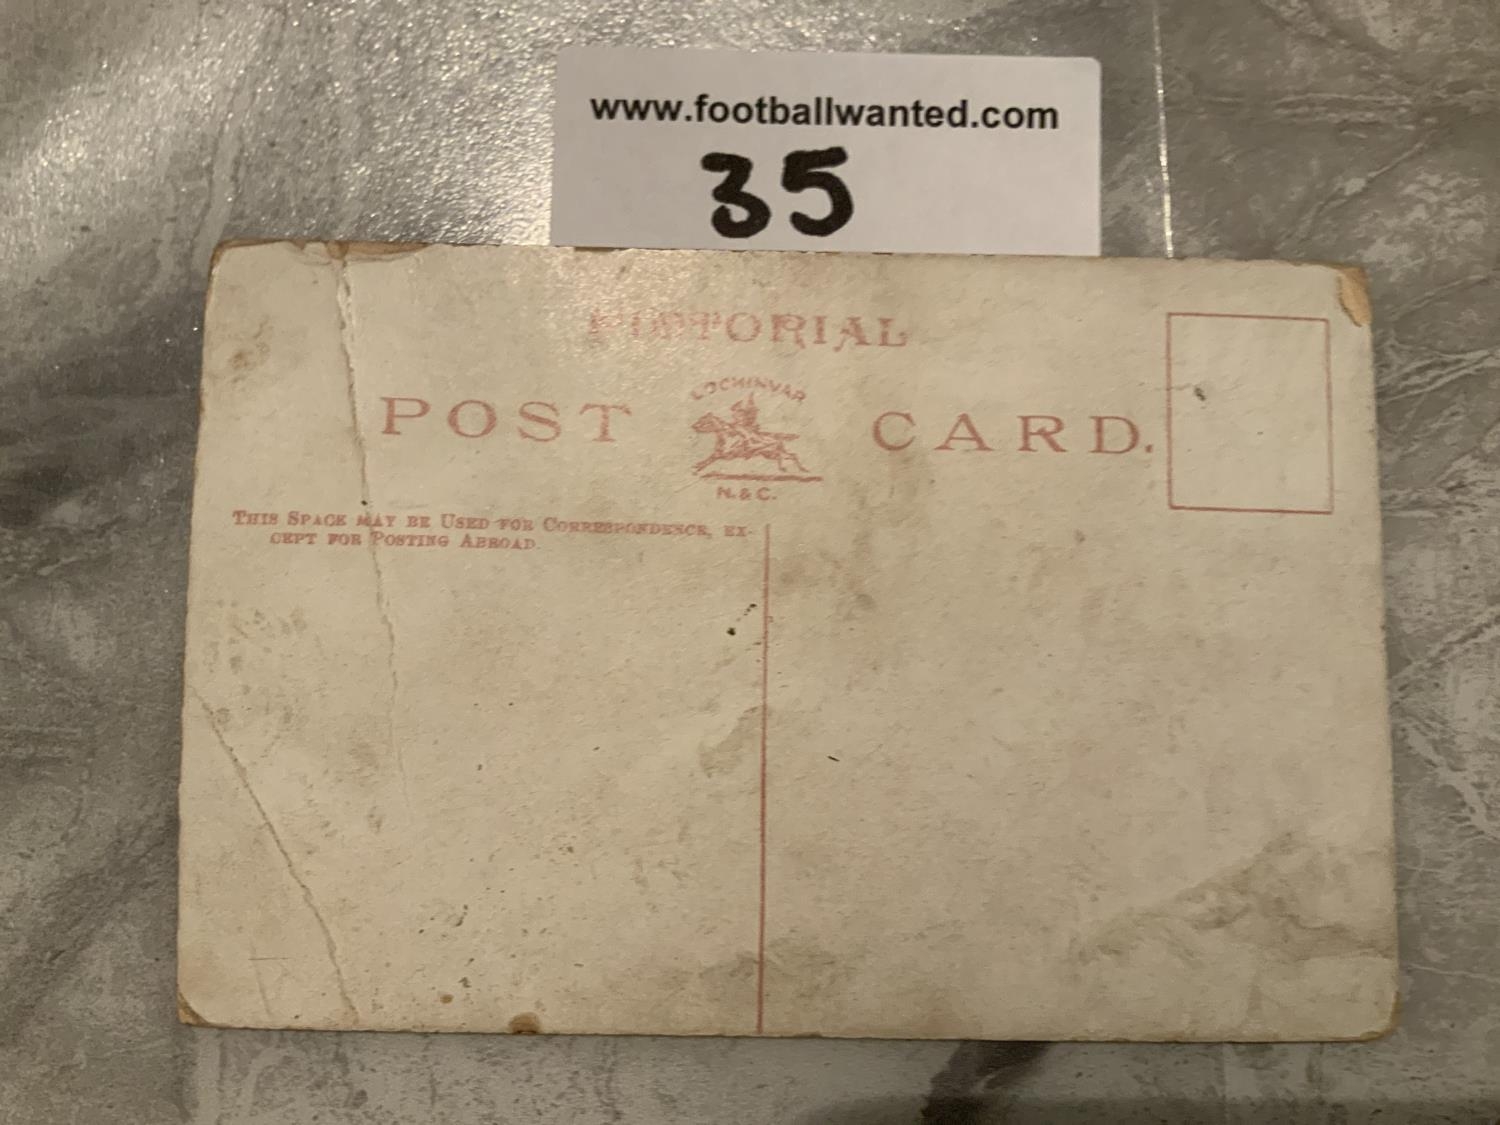 www.footballwanted.com
35
PICTORIAL
LOCHINVAR
POST CARD.
N. & C.
THIS SPACE MAY BE USED FOR CORRESPONDENCE, EX-
CEPT FOR POSTING ABROAD.